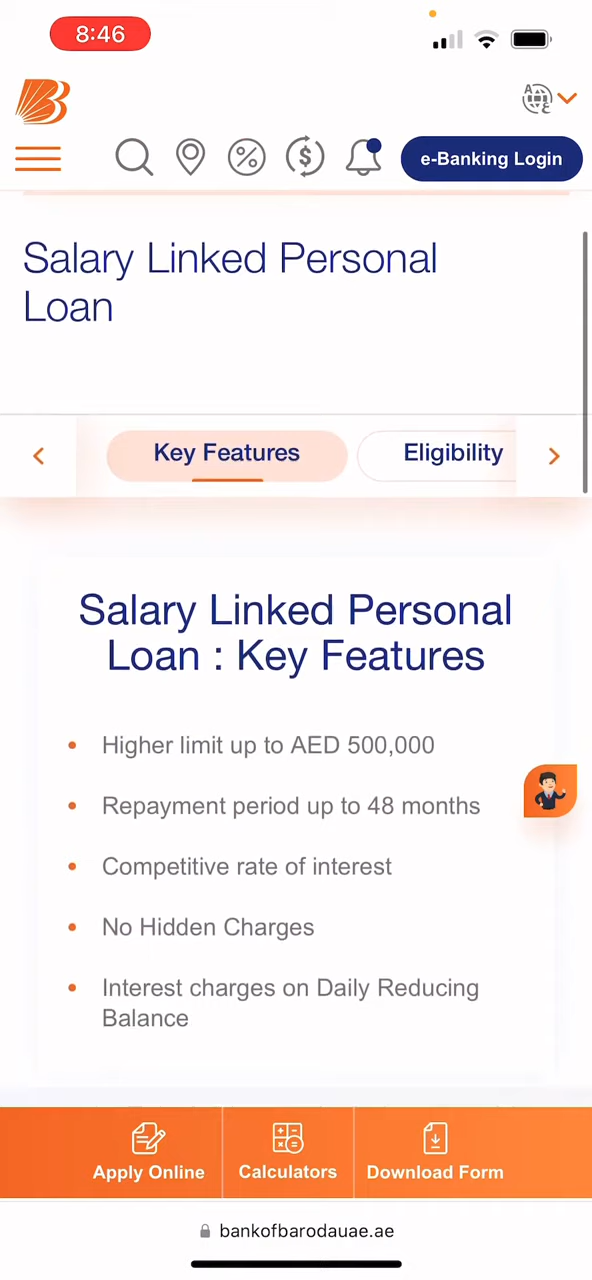 8:46
e-Banking Login
Salary Linked Personal
Loan
Key Features
Eligibility
Salary Linked Personal
Loan : Key Features
Higher limit up to AED 500,000
Repayment period up to 48 months
Competitive rate of interest
No Hidden Charges
Interest charges on Daily Reducing
Balance
Apply Online
Calculators
Download Form
bankofbarodauae.ae